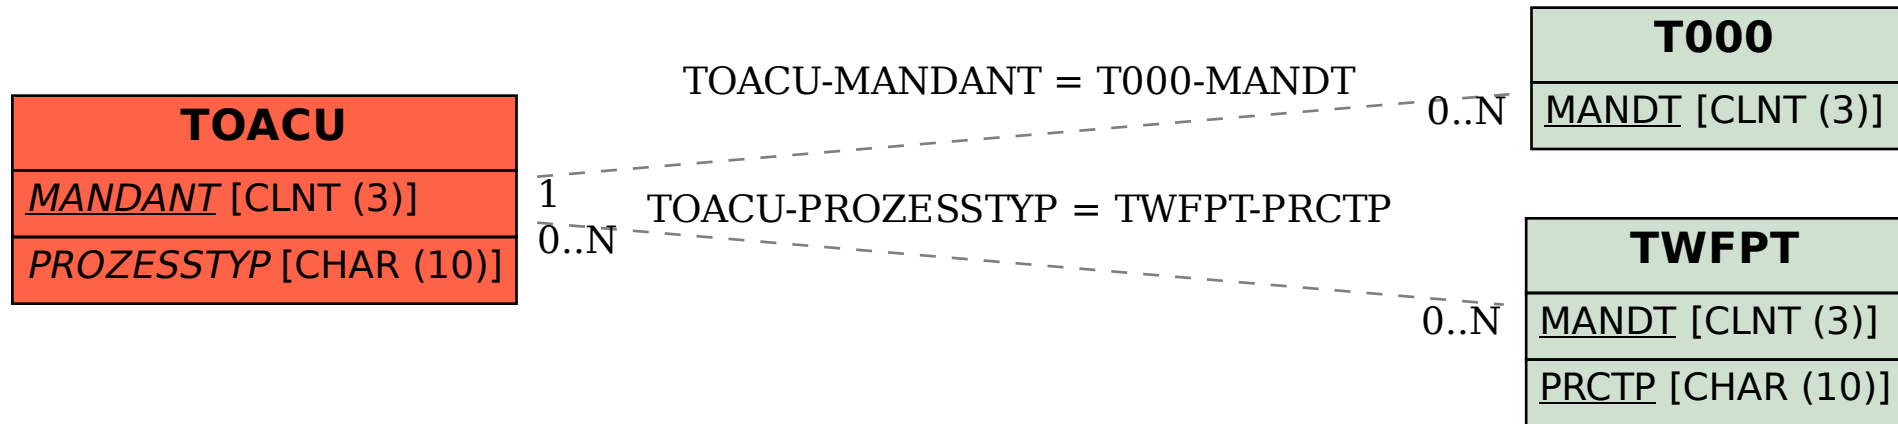 TOACU
MANDANT [CLNT (3)]
PROZESSTYP [CHAR (10)]
TOACU-MANDANT = T000-MANDT
1
0..N
TOACU-PROZESSTYP = TWFPT-PRCTP
0..N
0..N
T000
MANDT [CLNT (3)]
TWFPT
MANDT [CLNT (3)]
PRCTP [CHAR (10)]